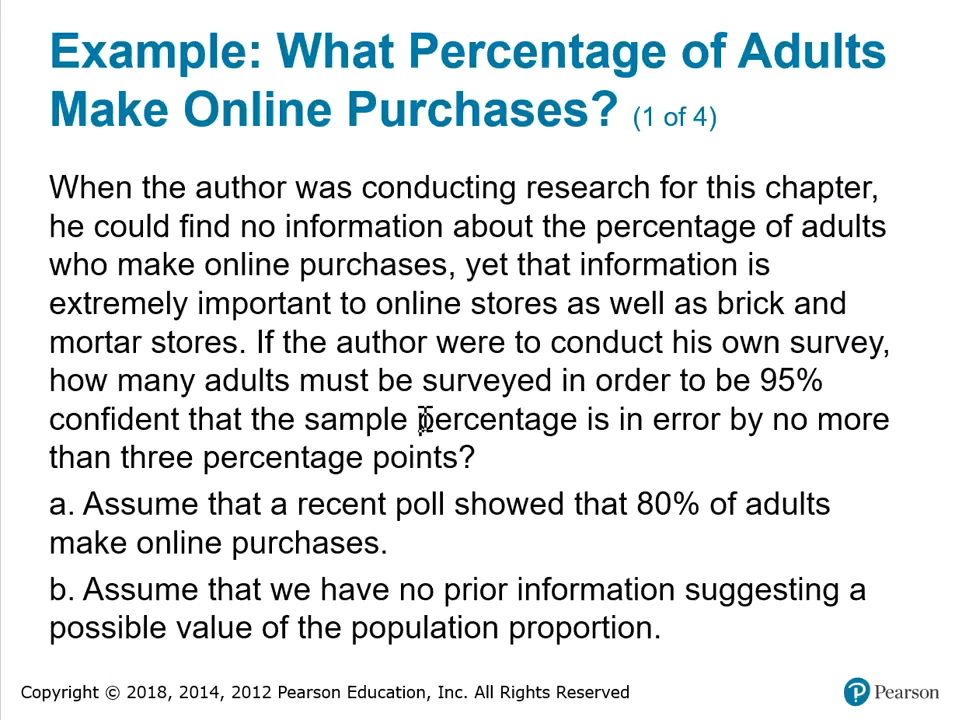 Example: What Percentage of Adults
Make Online Purchases? (1 of 4)
When the author was conducting research for this chapter,
he could find no information about the percentage of adults
who make online purchases, yet that information is
extremely important to online stores as well as brick and
mortar stores. If the author were to conduct his own survey,
how many adults must be surveyed in order to be 95%
confident that the sample percentage is in error by no more
than three percentage points?
a. Assume that a recent poll showed that 80% of adults
make online purchases.
b. Assume that we have no prior information suggesting a
possible value of the population proportion.
Copyright © 2018, 2014, 2012 Pearson Education, Inc. All Rights Reserved
P Pearson